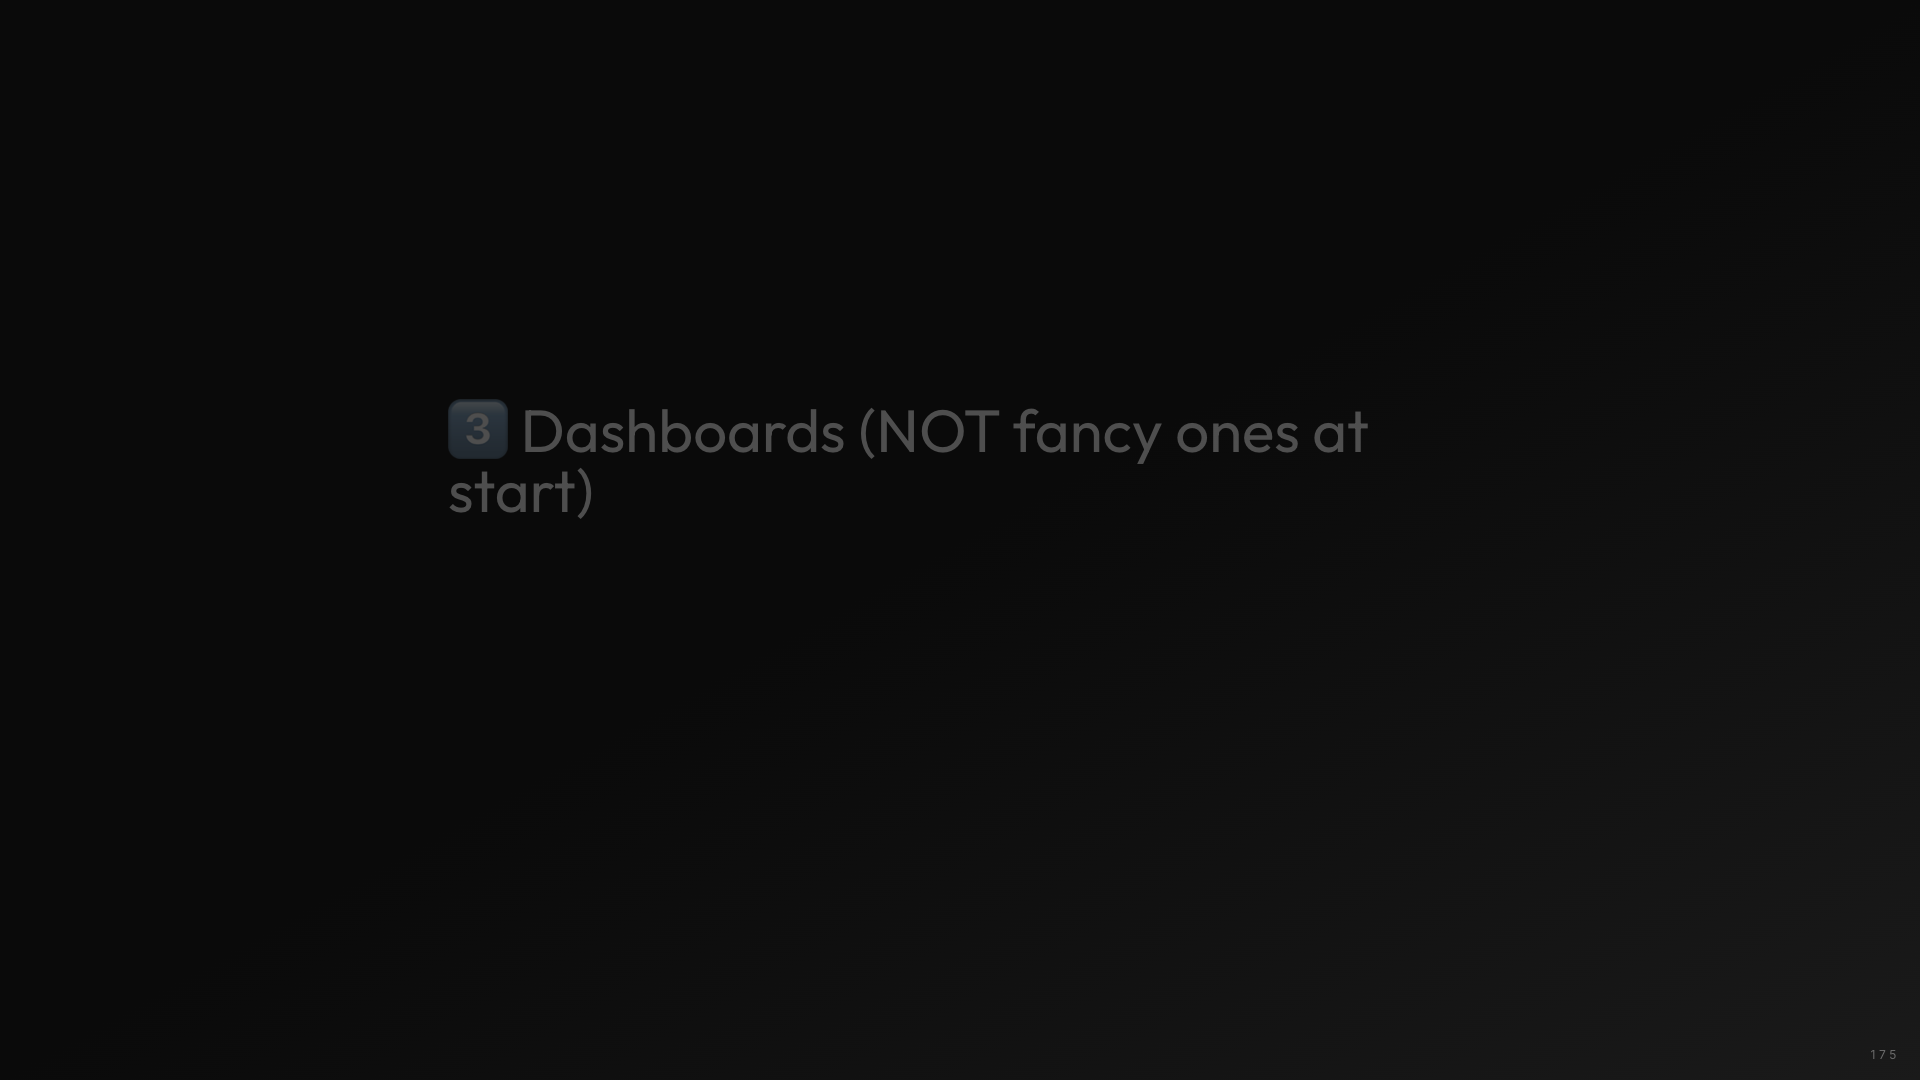 3️⃣ Dashboards (NOT fancy ones at
start)
175